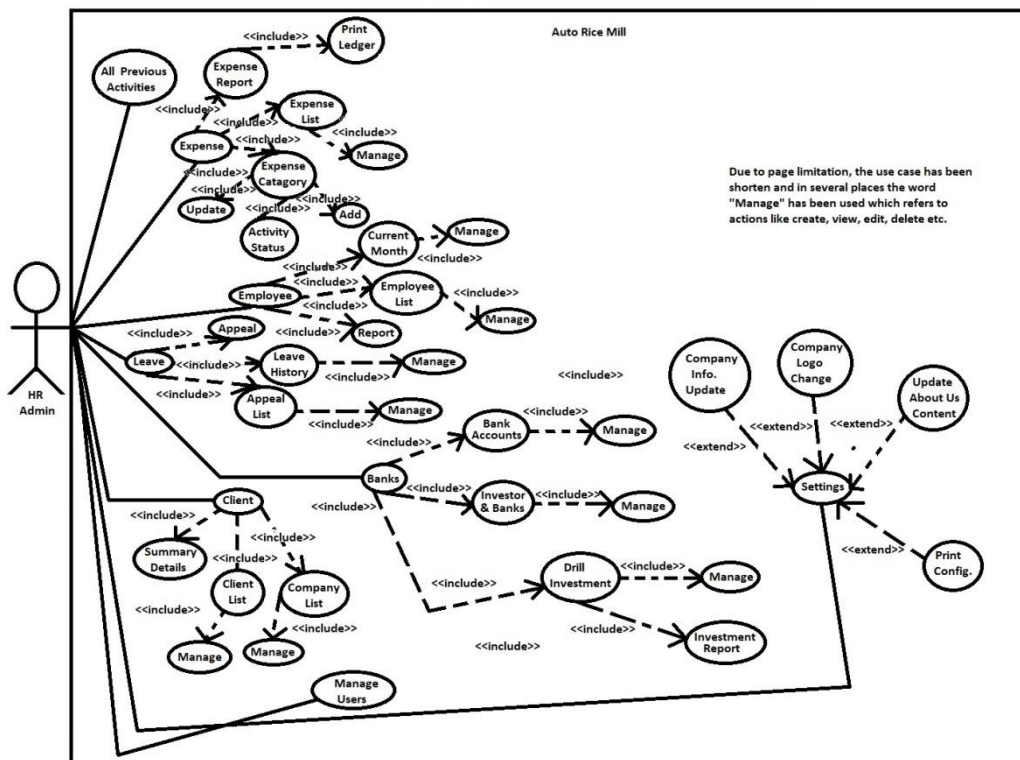 Auto Rice Mill
Print
Ledger
<<include>>
Expense
Report
All Previous
Activities
<<include>>
Expense
List
<<include>>
<<include>>
Expense
Manage
<<include>>
Expense
Catagory
<<include>>
<<include>>
Update
Add
<<include>>
Activity
Status
Due to page limitation, the use case has been
shorten and in several places the word
"Manage" has been used which refers to
actions like create, view, edit, delete etc.
Current
Month
Manage
<<include>>
<<include>>
Employee
<<include>>
Employee
List
<<include>>
<<include>>
Manage
<<include>>
Report
HR
Admin
<<include>>
Appeal
Leave
<<include>>
Leave
History
<<include>>
Manage
<<include>>
Appeal
List
<<include>>
Manage
<<include>>
Company
Info.
Update
Company
Logo
Change
Update
About Us
Content
<<extend>>
<<extend>>
<<extend>>
Settings
<<extend>>
Print
Config.
Banks
<<include>>
Bank
Accounts
<<include>>
Manage
<<include>>
Investor
& Banks
<<include>>
Manage
<<include>>
<<include>>
Drill
Investment
<<include>>
Manage
<<include>>
Investment
Report
<<include>>
Client
<<include>>
Summary
Details
<<include>>
Client
List
<<include>>
Company
List
<<include>>
Manage
<<include>>
Manage
Manage
Users